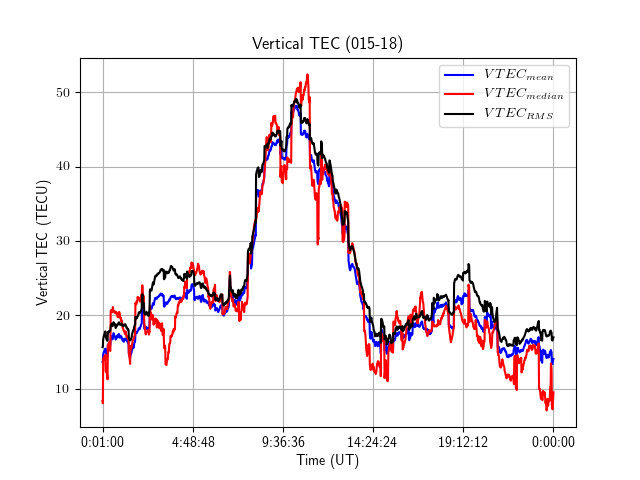 Vertical TEC (015-18)
VTEC_mean
VTEC_median
VTEC_RMS
Vertical TEC (TECU)
50
40
30
20
10
0:01:00 4:48:48 9:36:36 14:24:24 19:12:12 0:00:00
Time (UT)